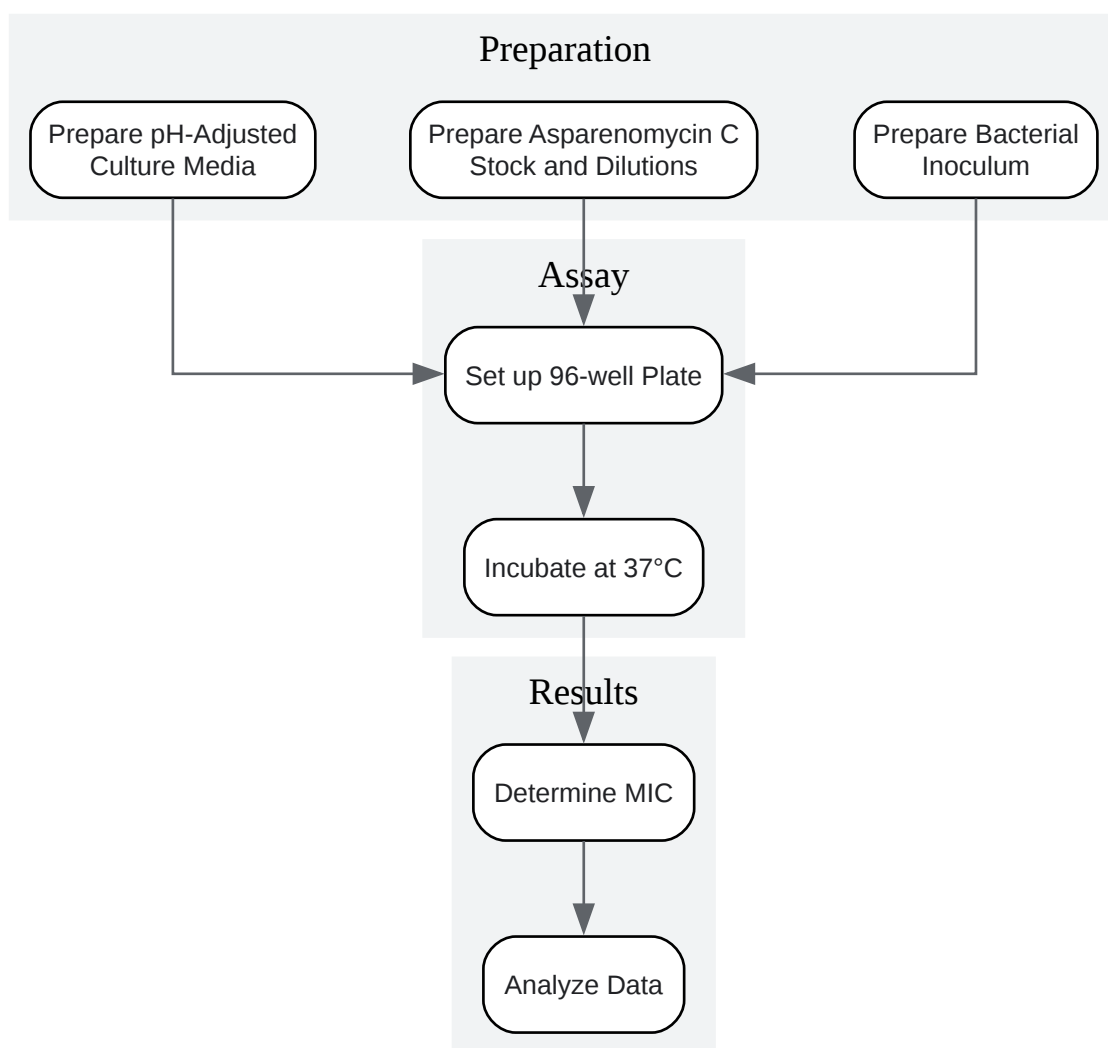 Preparation
Prepare pH-Adjusted
Culture Media
Prepare Asparenomycin C
Stock and Dilutions
Prepare Bacterial
Inoculum
Assay
Set up 96-well Plate
Incubate at 37°C
Results
Determine MIC
Analyze Data